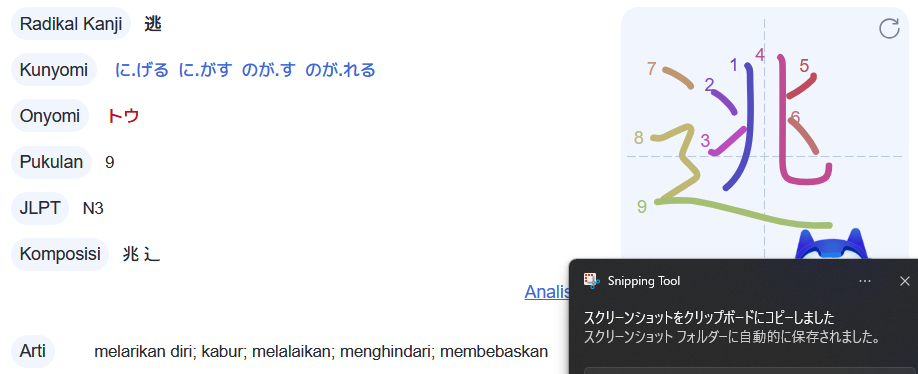 Radikal Kanji 逃
Kunyomi に.げる に.がす のが.す のが.れる
Onyomi トウ
Pukulan 9
JLPT N3
Komposisi 兆 辶
Analis
Arti melarikan diri; kabur; melalaikan; menghindari; membebaskan
7 2 1 4 5
8 3 6
9
Snipping Tool
スクリーンショットをクリップボードにコピーしました
スクリーンショット フォルダーに自動的に保存されました。